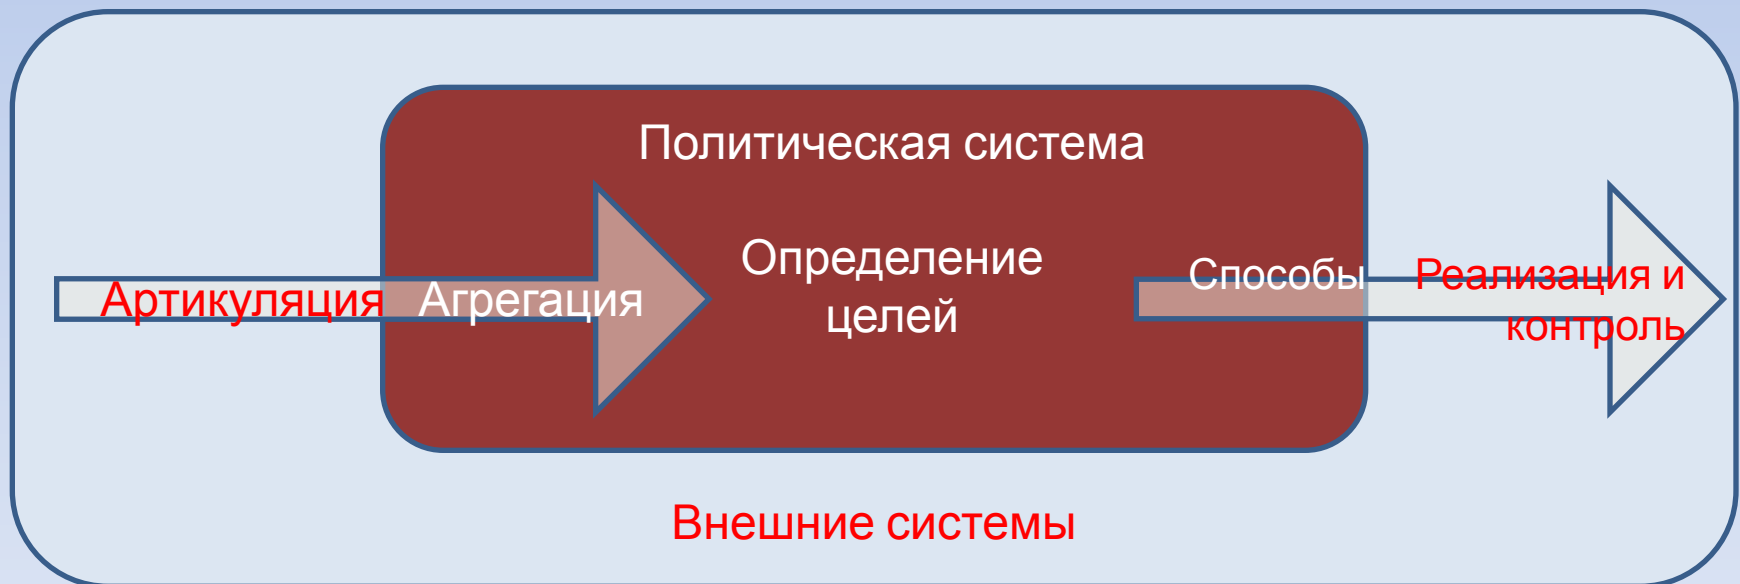 Политическая система
Определение
целей
Артикуляция
Агрегация
Способы
Реализация и
контроль
Внешние системы